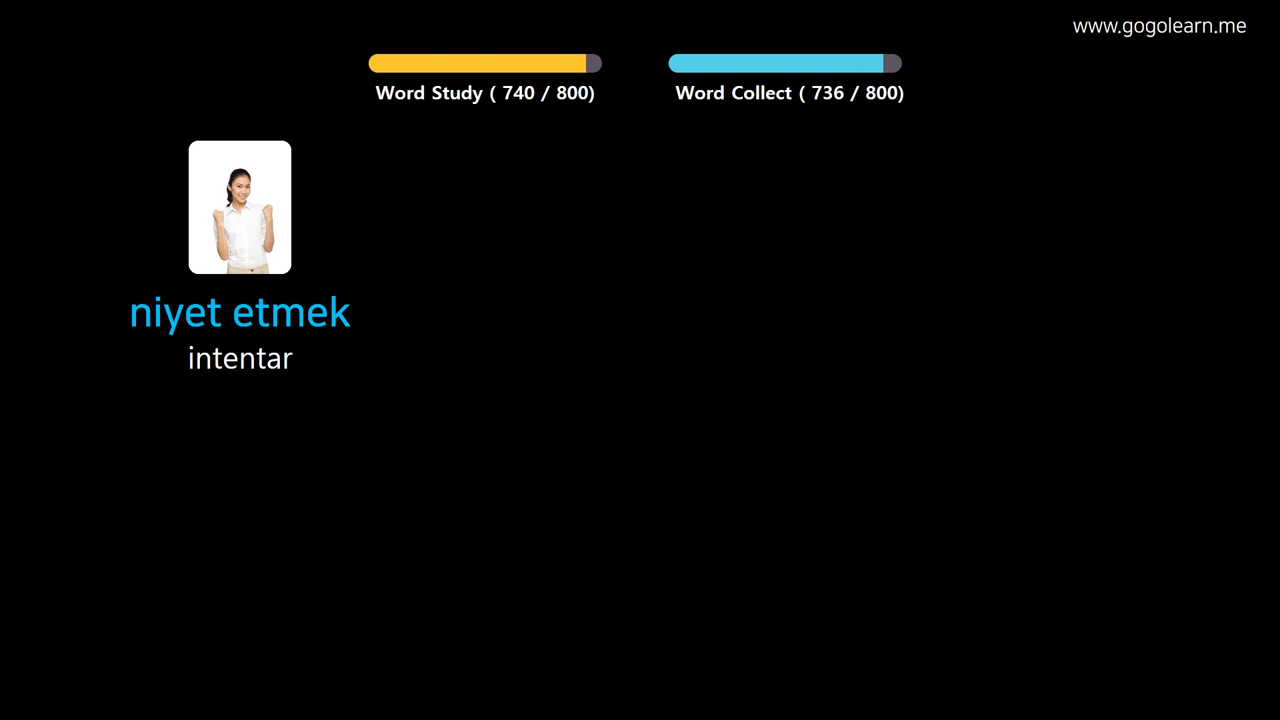 www.gogolearn.me
Word Study ( 740 / 800)
Word Collect ( 736 / 800)
niyet etmek
intentar